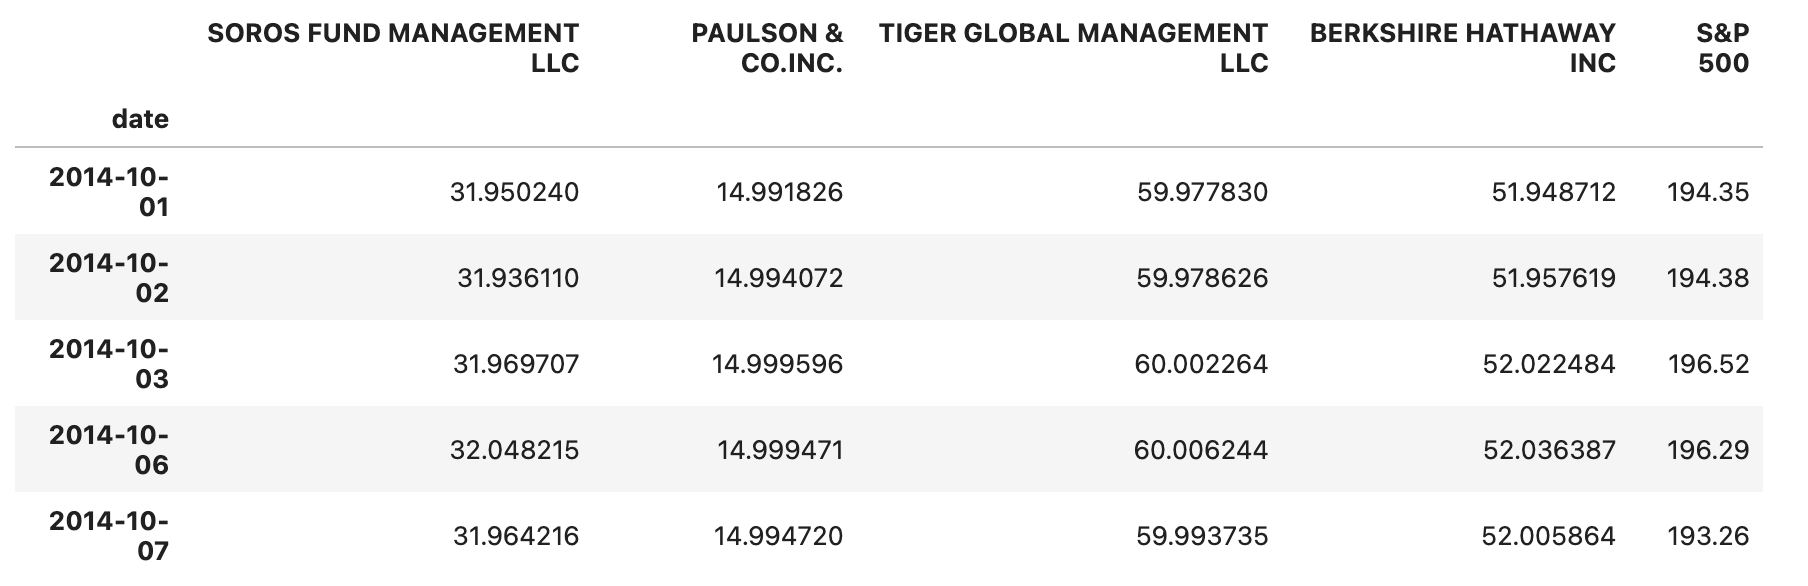 SOROS FUND MANAGEMENT LLC PAULSON & CO.INC. TIGER GLOBAL MANAGEMENT LLC BERKSHIRE HATHAWAY INC S&P 500
date
2014-10-01 31.950240 14.991826 59.977830 51.948712 194.35
2014-10-02 31.936110 14.994072 59.978626 51.957619 194.38
2014-10-03 31.969707 14.999596 60.002264 52.022484 196.52
2014-10-06 32.048215 14.999471 60.006244 52.036387 196.29
2014-10-07 31.964216 14.994720 59.993735 52.005864 193.26